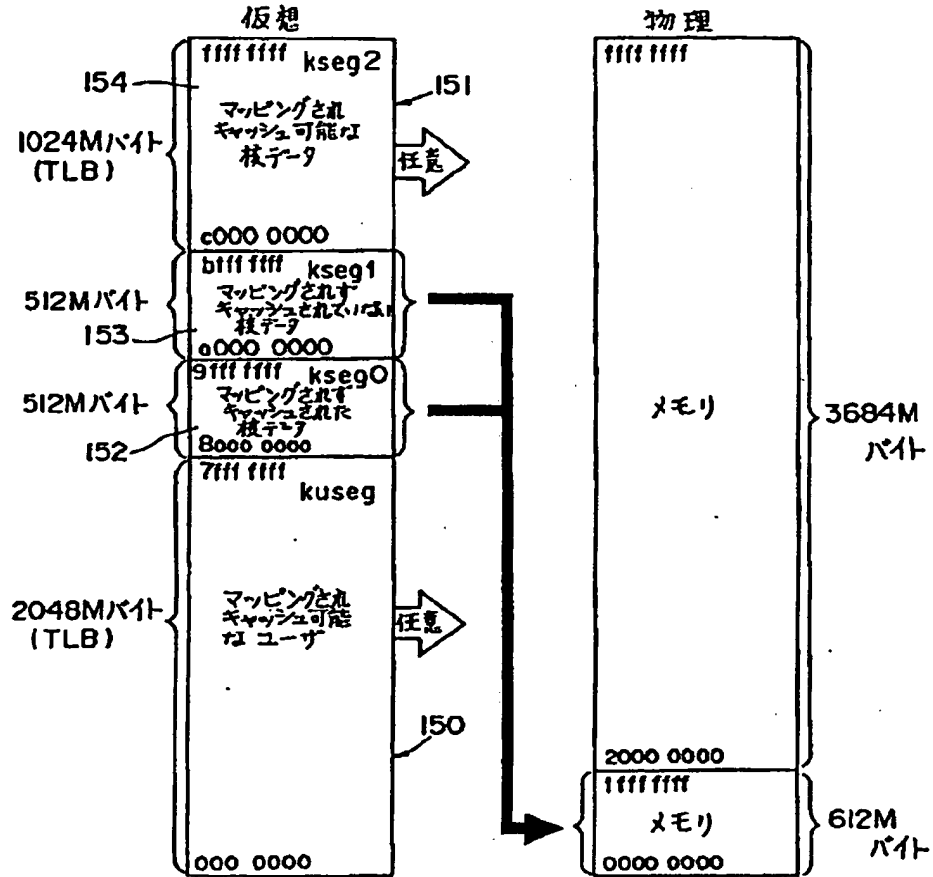 仮想
ffff ffff kseg2
154
151
マッピングされ
キャッシュ可能な
核データ
1024Mバイト
(TLB)
任意
c000 0000
bfff ffff kseg1
マッピングされず
キャッシュされていない
核データ
512Mバイト
153
a000 0000
9fff ffff kseg0
マッピングされず
キャッシュされた
核データ
512Mバイト
152
8000 0000
7fff ffff
kuseg
マッピングされ
キャッシュ可能
な ユーザ
2048Mバイト
(TLB)
任意
150
000 0000
物理
ffff ffff
メモリ
3684M
バイト
2000 0000
1fff ffff
メモリ
612M
バイト
0000 0000